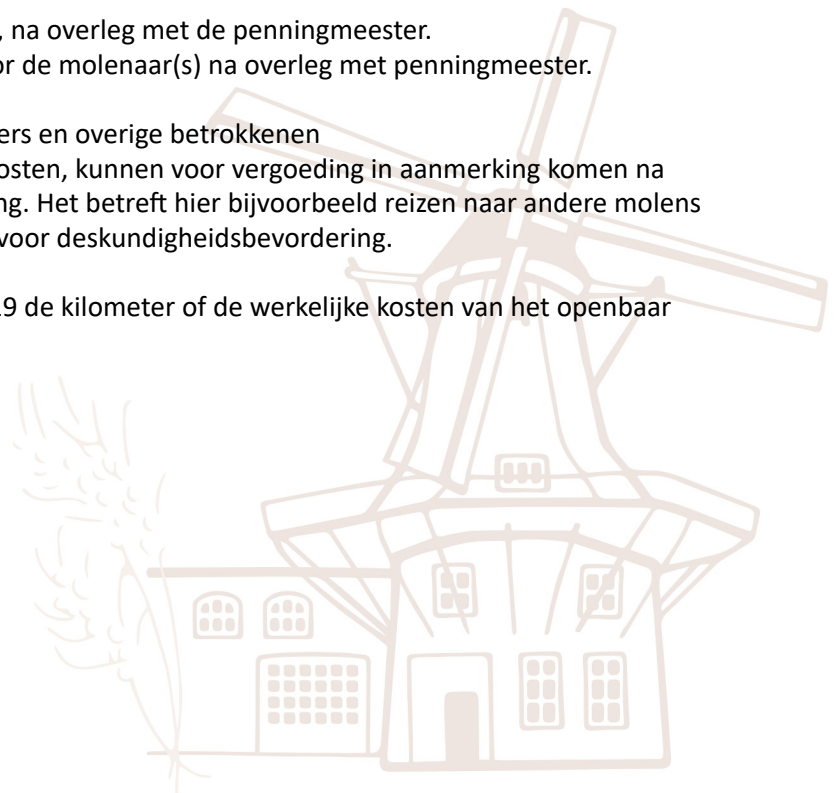 , na overleg met de penningmeester.
or de molenaar(s) na overleg met penningmeester.
ers en overige betrokkenen
osten, kunnen voor vergoeding in aanmerking komen na
ng. Het betreft hier bijvoorbeeld reizen naar andere molens
voor deskundigheidsbevordering.
19 de kilometer of de werkelijke kosten van het openbaar